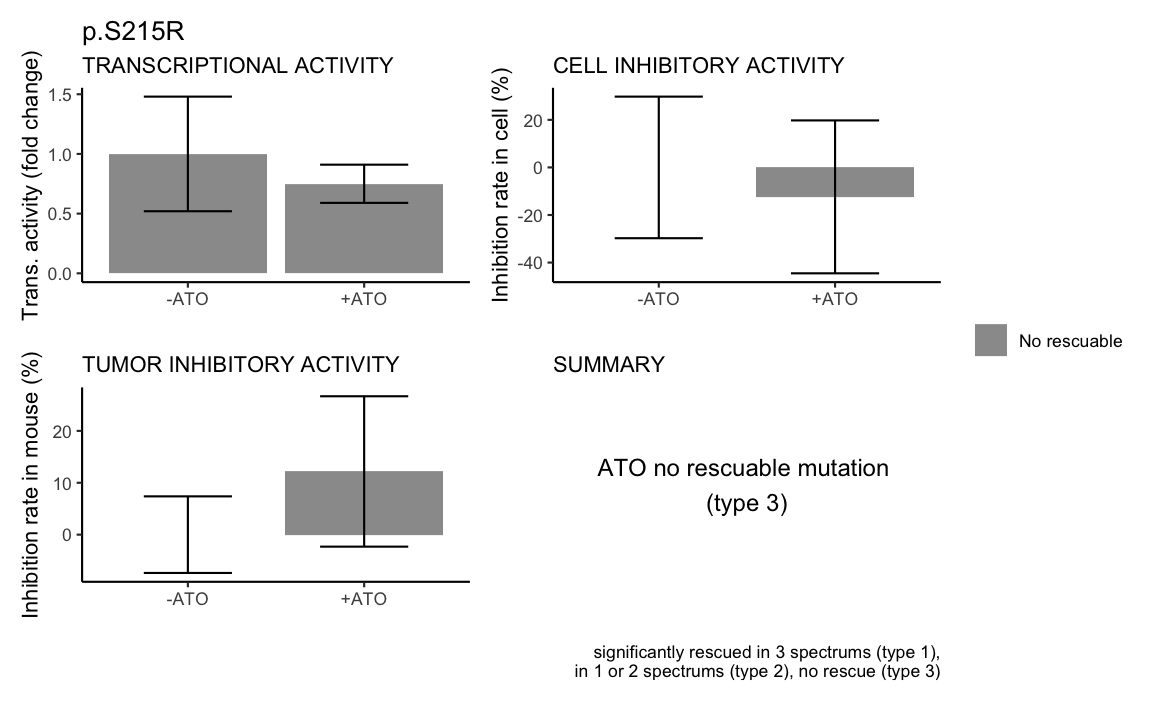 p.S215R
TRANSCRIPTIONAL ACTIVITY
Trans. activity (fold change)
1.5
1.0
0.5
0.0
-ATO
+ATO
CELL INHIBITORY ACTIVITY
Inhibition rate in cell (%)
20
0
-20
-40
-ATO
+ATO
No rescuable
TUMOR INHIBITORY ACTIVITY
Inhibition rate in mouse (%)
20
10
0
-ATO
+ATO
SUMMARY
ATO no rescuable mutation
(type 3)
significantly rescued in 3 spectrums (type 1),
in 1 or 2 spectrums (type 2), no rescue (type 3)